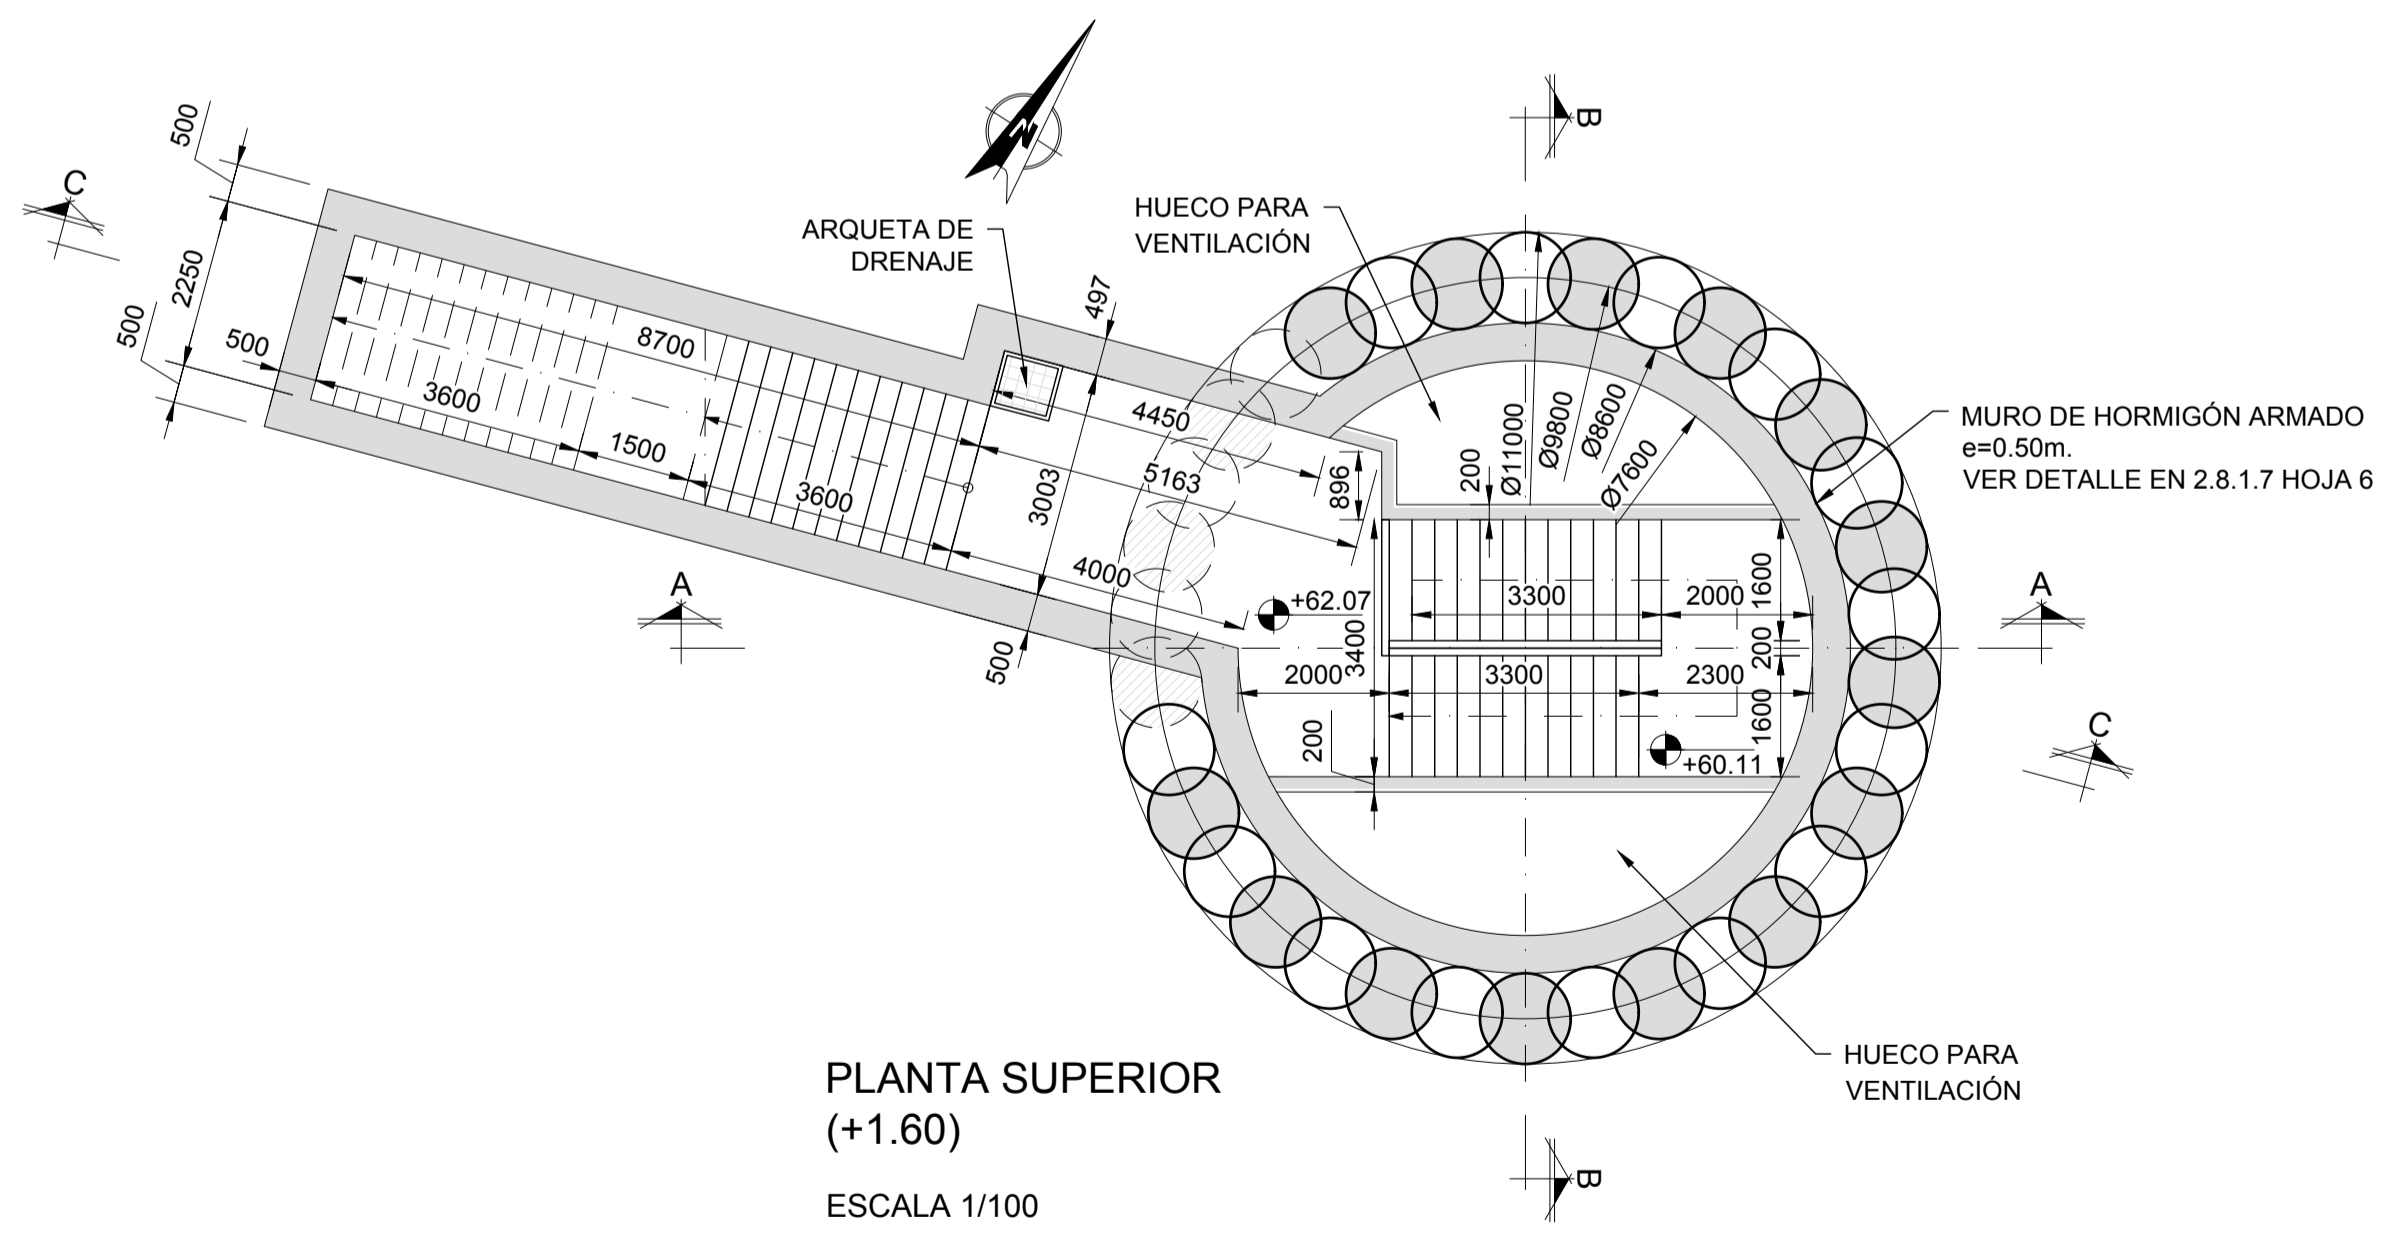 500
C
2250
500
500
8700
3600
1500
3600
N
ARQUETA DE
DRENAJE
497
4450
5163
896
3003
4000
500
HUECO PARA
VENTILACIÓN
B
200
Ø11000
Ø9800
Ø8600
Ø7600
MURO DE HORMIGÓN ARMADO
e=0.50m.
VER DETALLE EN 2.8.1.7 HOJA 6
A
A
+62.07
3400
3300
2000
1600
200
2000
3300
2300
1600
200
+60.11
C
HUECO PARA
VENTILACIÓN
B
PLANTA SUPERIOR
(+1.60)
ESCALA 1/100